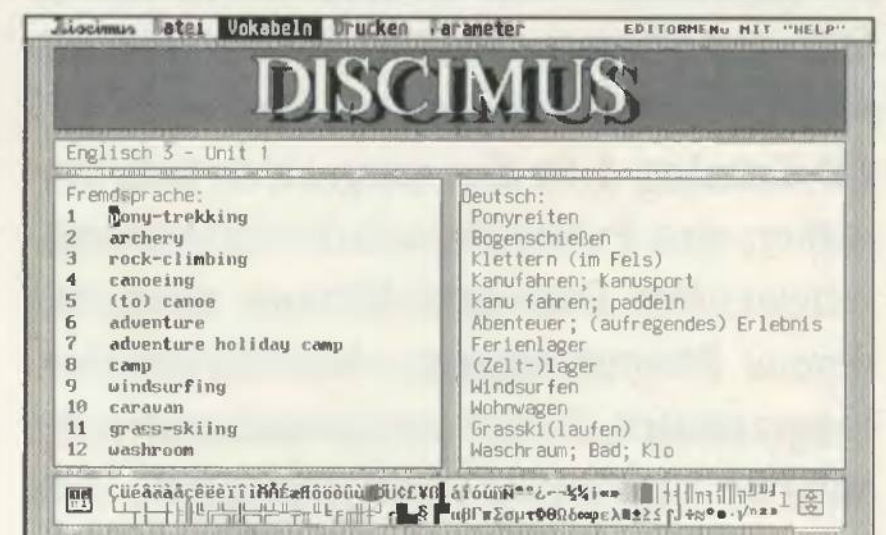 Discimus Datei Vokabeln Drucken Parameter EDITORMENu MIT "HELP"
DISCIMUS
Englisch 3 - Unit 1
Fremdsprache:
1 pony-trekking
2 archery
3 rock-climbing
4 canoeing
5 (to) canoe
6 adventure
7 adventure holiday camp
8 camp
9 windsurfing
10 caravan
11 grass-skiing
12 washroom
Deutsch:
Ponyreiten
Bogenschießen
Klettern (im Fels)
Kanufahren; Kanusport
Kanu fahren; paddeln
Abenteuer; (aufregendes) Erlebnis
Ferienlager
(Zelt-)lager
Windsurfen
Wohnwagen
Grasski(laufen)
Waschraum; Bad; Klo